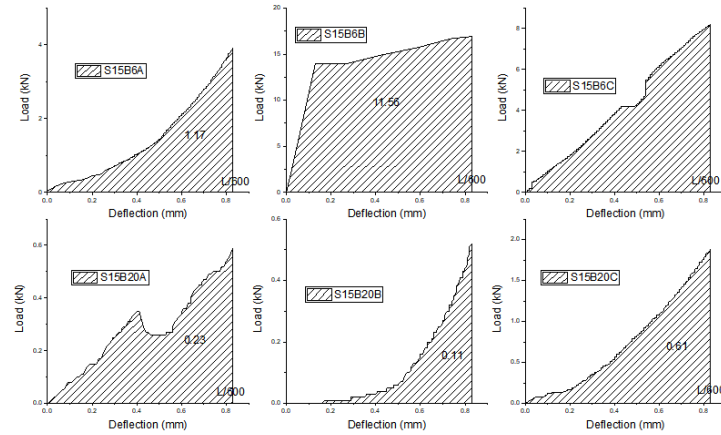 Load (kN)
4
2
0
S15B6A
1.17
L/600
0.0 0.2 0.4 0.6 0.8
Deflection (mm)
Load (kN)
20
15
10
5
0
S15B6B
11.56
0.0 0.2 0.4 0.6 0.8
Deflection (mm)
Load (kN)
8
6
4
2
0
S15B6C
L/600
0.0 0.2 0.4 0.6 0.8
Deflection (mm)
Load (kN)
0.6
0.4
0.2
0.0
S15B20A
0.23
L/600
0.0 0.2 0.4 0.6 0.8
Deflection (mm)
Load (kN)
0.6
0.4
0.2
0.0
S15B20B
0.11
0.0 0.2 0.4 0.6 0.8
Deflection (mm)
Load (kN)
2.0
1.5
1.0
0.5
0.0
S15B20C
0.61
L/600
0.0 0.2 0.4 0.6 0.8
Deflection (mm)